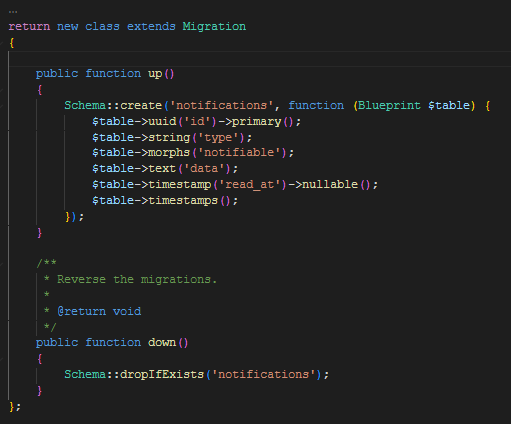 …
return new class extends Migration
{
public function up()
{
Schema::create('notifications', function (Blueprint $table) {
$table->uuid('id')->primary();
$table->string('type');
$table->morphs('notifiable');
$table->text('data');
$table->timestamp('read_at')->nullable();
$table->timestamps();
});
}
/**
* Reverse the migrations.
*
* @return void
*/
public function down()
{
Schema::dropIfExists('notifications');
}
};